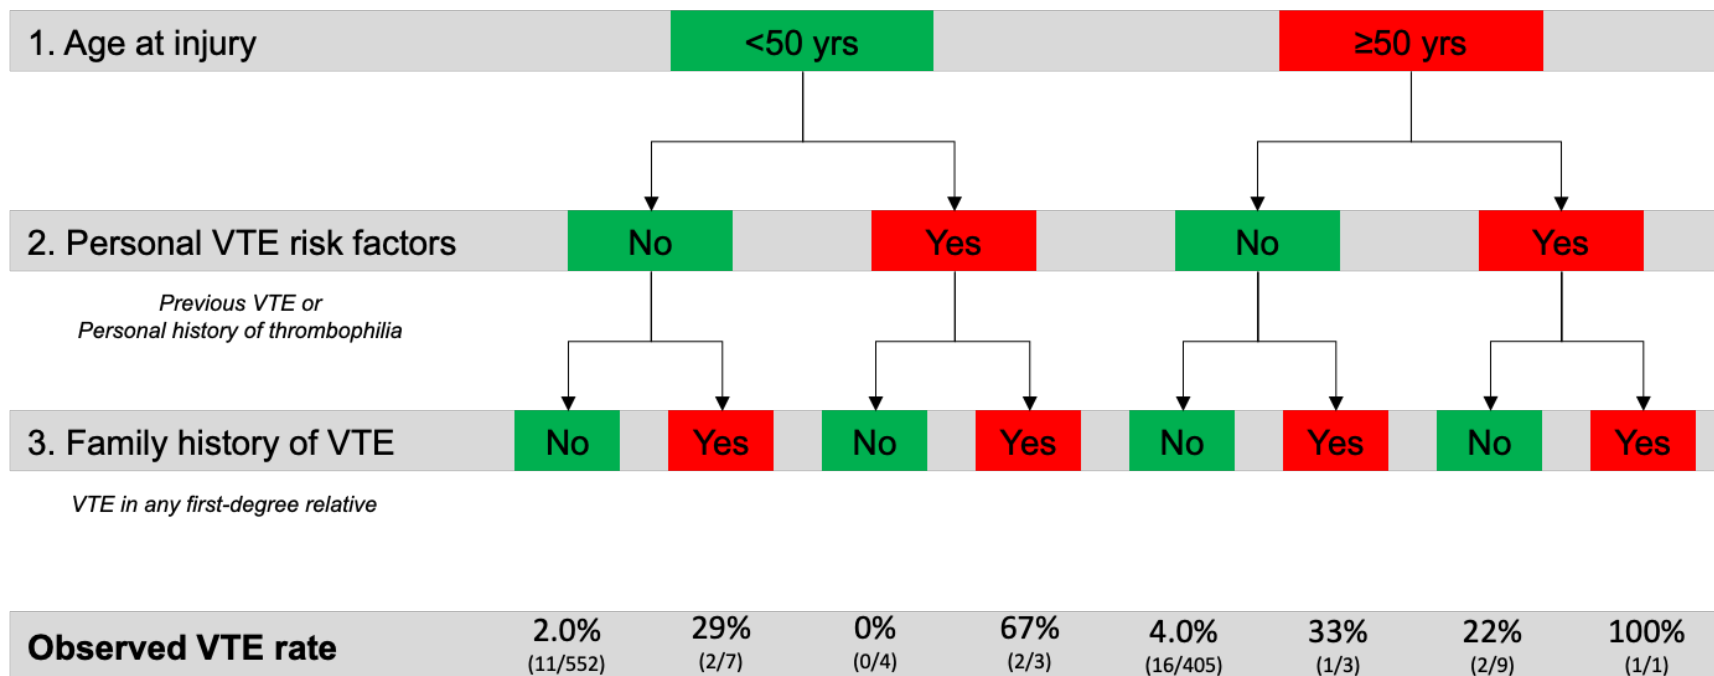 1. Age at injury <50 yrs ≥50 yrs
2. Personal VTE risk factors No Yes No Yes
Previous VTE or
Personal history of thrombophilia
3. Family history of VTE No Yes No Yes No Yes No Yes
VTE in any first-degree relative
Observed VTE rate 2.0% 29% 0% 67% 4.0% 33% 22% 100%
(11/552) (2/7) (0/4) (2/3) (16/405) (1/3) (2/9) (1/1)